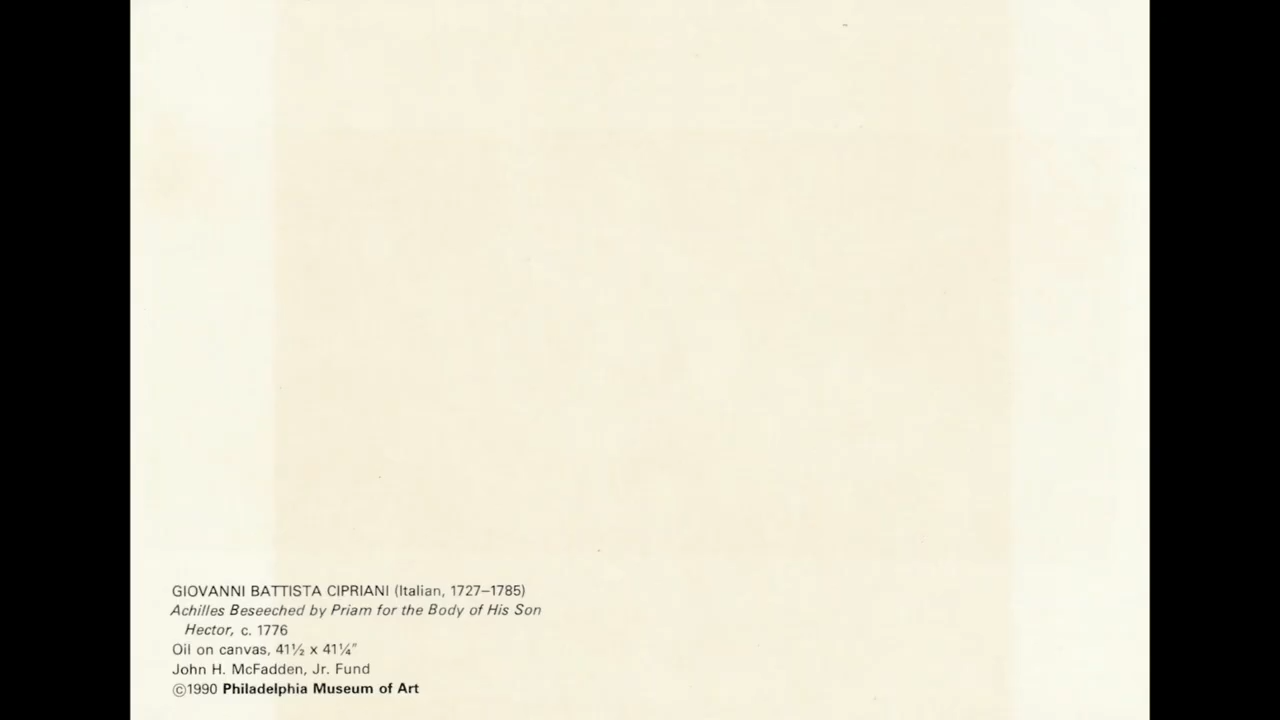 GIOVANNI BATTISTA CIPRIANI (Italian, 1727–1785)
Achilles Beseeched by Priam for the Body of His Son
Hector, c. 1776
Oil on canvas, 41½ x 41¼″
John H. McFadden, Jr. Fund
©1990 Philadelphia Museum of Art